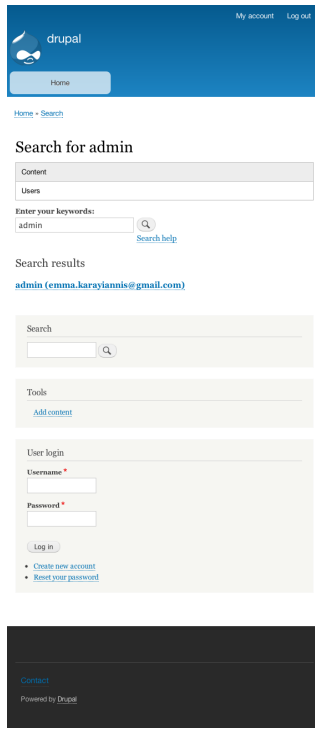 My account Log out
drupal
Home
Home » Search
Search for admin
Content
Users
Enter your keywords:
admin
Search help
Search results
admin (emma.karayiannis@gmail.com)
Search
Tools
Add content
User login
Username *
Password *
Log in
Create new account
Reset your password
Contact
Powered by Drupal